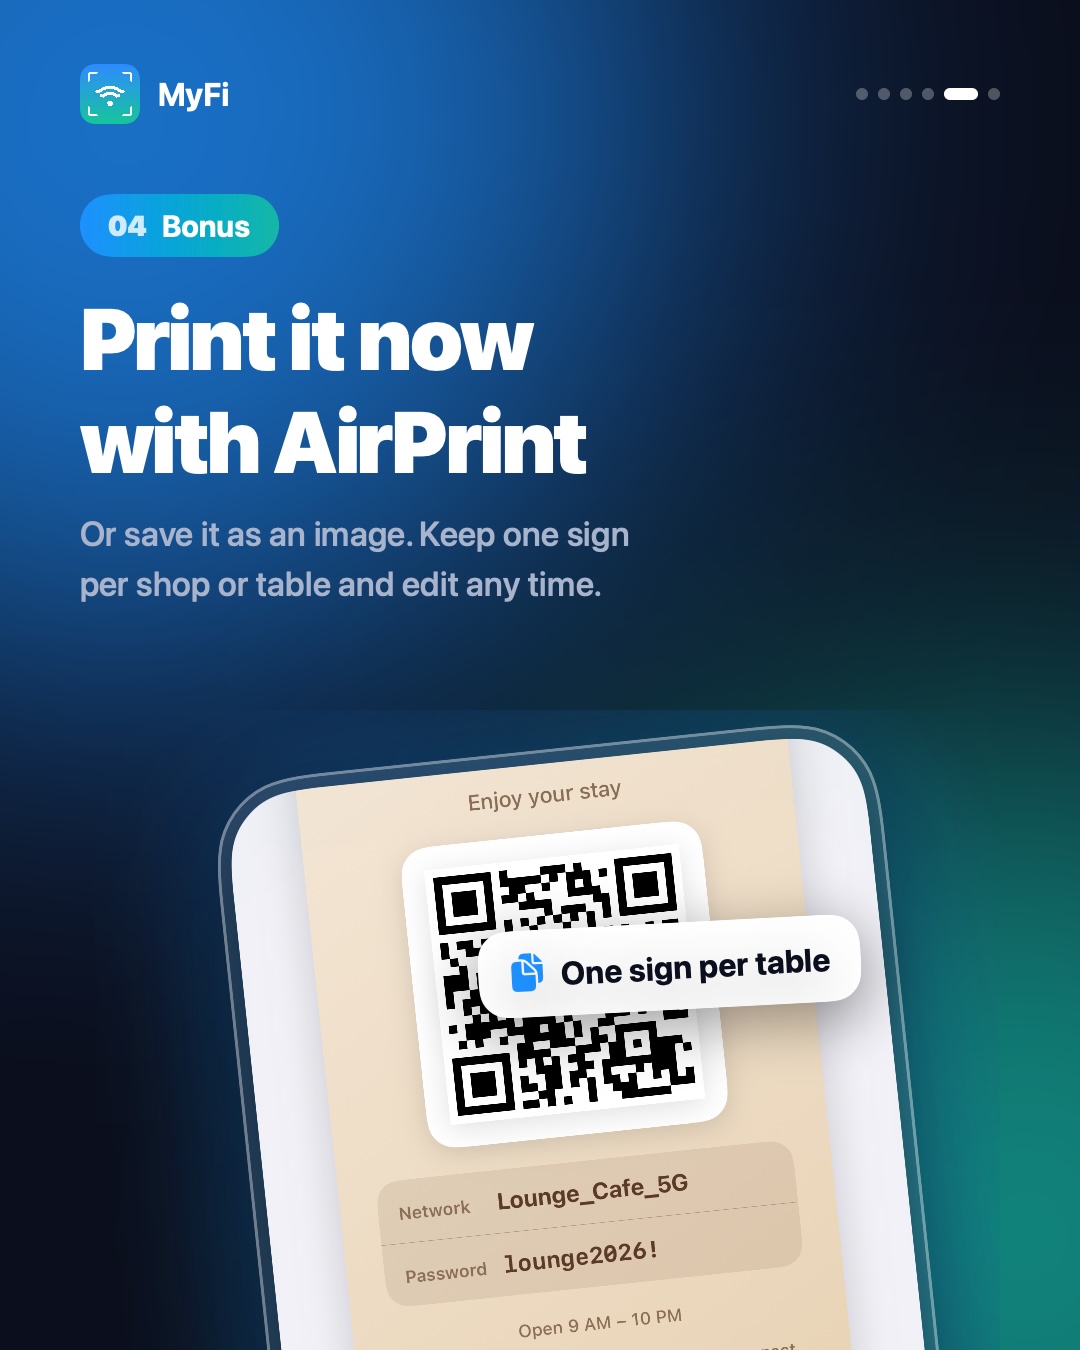 MyFi
04 Bonus
Print it now
with AirPrint
Or save it as an image. Keep one sign
per shop or table and edit any time.
Enjoy your stay
One sign per table
Network Lounge_Cafe_5G
Password lounge2026!
Open 9 AM – 10 PM